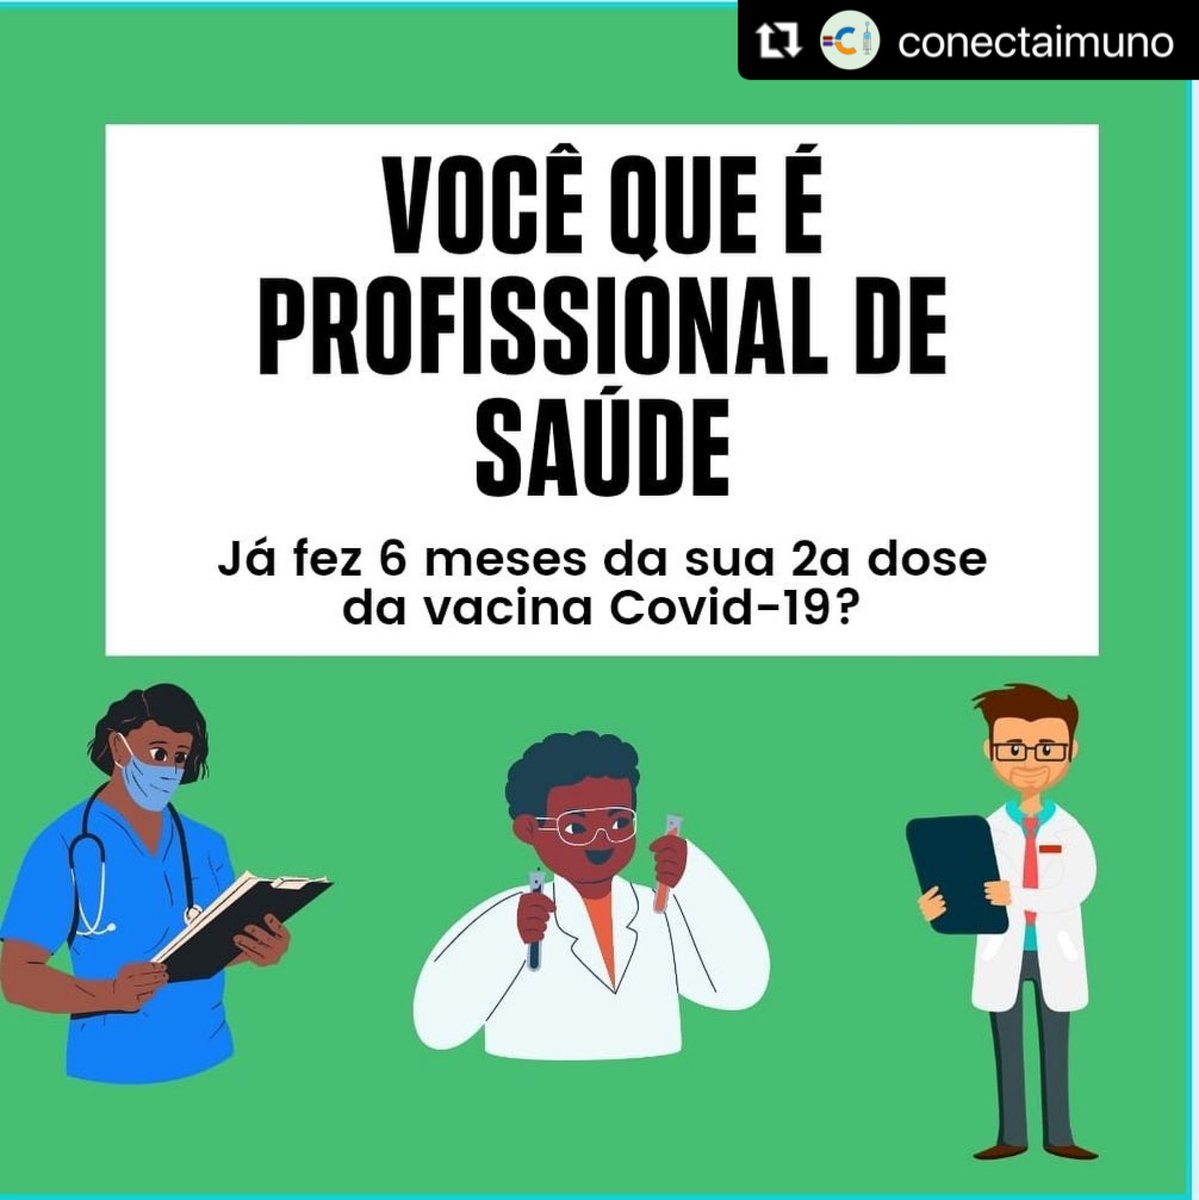 conectaimuno
VOCÊ QUE É
PROFISSIONAL DE
SAÚDE
Já fez 6 meses da sua 2a dose
da vacina Covid-19?